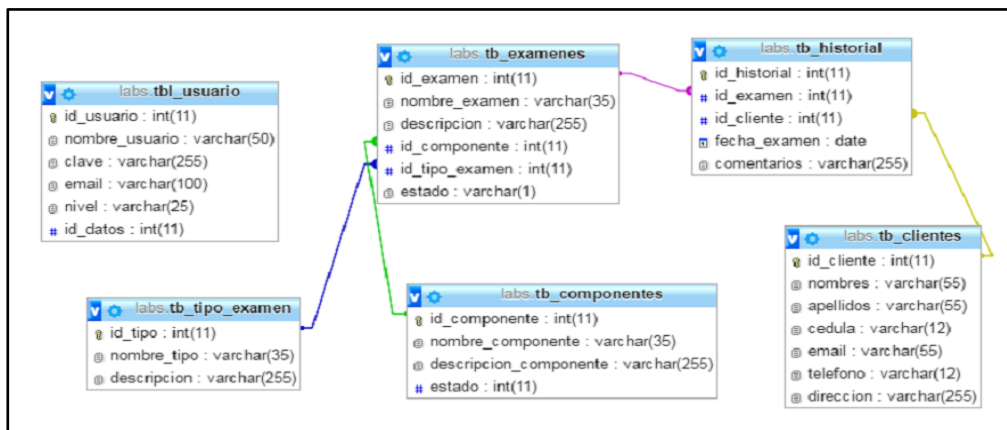 labs.tbl_usuario
id_usuario : int(11)
nombre_usuario : varchar(50)
clave : varchar(255)
email : varchar(100)
nivel : varchar(25)
id_datos : int(11)
labs.tb_examenes
id_examen : int(11)
nombre_examen : varchar(35)
descripcion : varchar(255)
id_componente : int(11)
id_tipo_examen : int(11)
estado : varchar(1)
labs.tb_historial
id_historial : int(11)
id_examen : int(11)
id_cliente : int(11)
fecha_examen : date
comentarios : varchar(255)
labs.tb_tipo_examen
id_tipo : int(11)
nombre_tipo : varchar(35)
descripcion : varchar(255)
labs.tb_componentes
id_componente : int(11)
nombre_componente : varchar(35)
descripcion_componente : varchar(255)
estado : int(11)
labs.tb_clientes
id_cliente : int(11)
nombres : varchar(55)
apellidos : varchar(55)
cedula : varchar(12)
email : varchar(55)
telefono : varchar(12)
direccion : varchar(255)